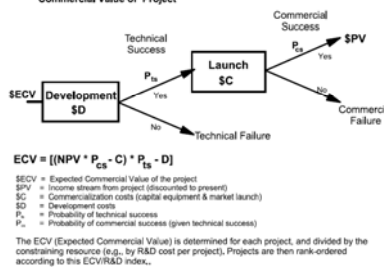 Commercial Value of Project
Commercial
Success
Technical
Success
$PV
Pcs
Yes
Launch
$C
Pts
Yes
$ECV
Development
$D
No
No
Commerci
Failure
Technical Failure
ECV = [(NPV * Pcs - C) * Pts - D]
$ECV = Expected Commercial Value of the project
$PV = Income stream from project (discounted to present)
$C = Commercialization costs (capital equipment & market launch)
$D = Development costs
= Probability of technical success
= Probability of commercial success (given technical success)
The ECV (Expected Commercial Value) is determined for each project, and divided by the
constraining resource (e.g., by R&D cost per project), Projects are then rank-ordered
according to this ECV/R&D index,.